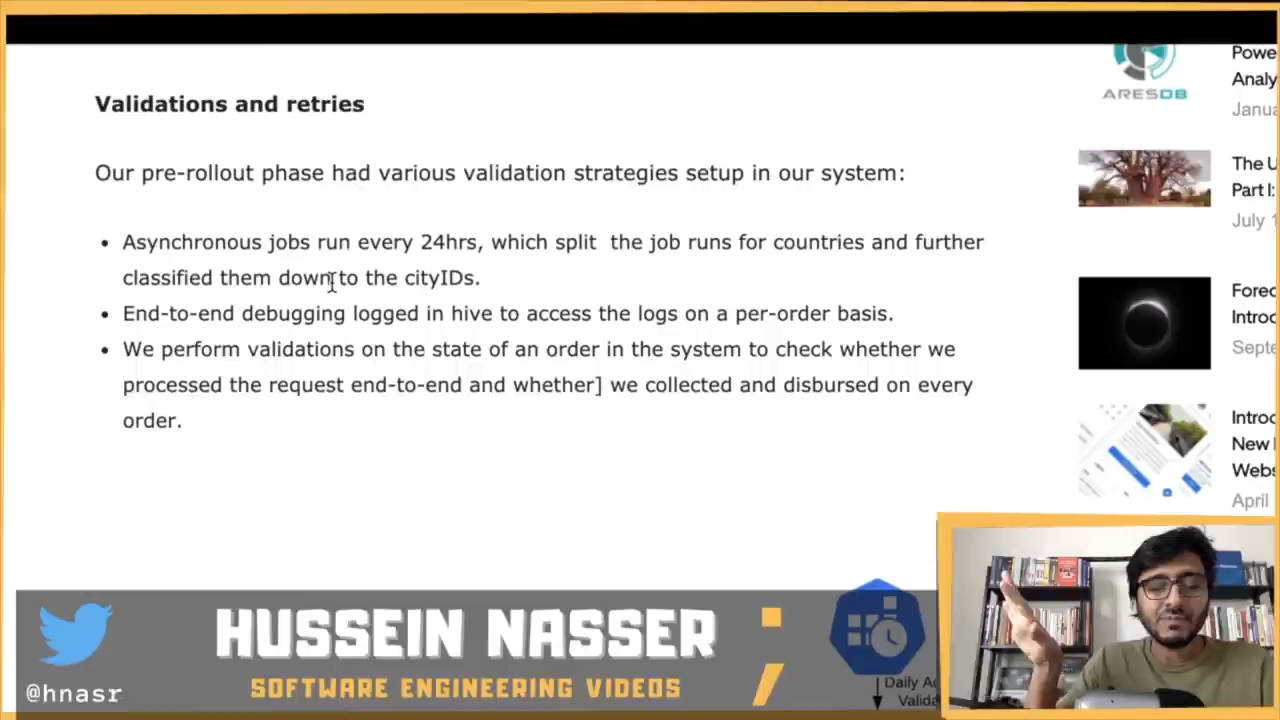 Validations and retries
Our pre-rollout phase had various validation strategies setup in our system:
• Asynchronous jobs run every 24hrs, which split  the job runs for countries and further
classified them down to the cityIDs.
• End-to-end debugging logged in hive to access the logs on a per-order basis.
• We perform validations on the state of an order in the system to check whether we
processed the request end-to-end and whether] we collected and disbursed on every
order.
ARESDB
Powe
Analy
Janua
The U
Part I:
July 1
Fored
Introd
Septe
Introd
New
Webs
April
HUSSEIN NASSER ;
SOFTWARE ENGINEERING VIDEOS
@hnasr
Daily Au
Valida